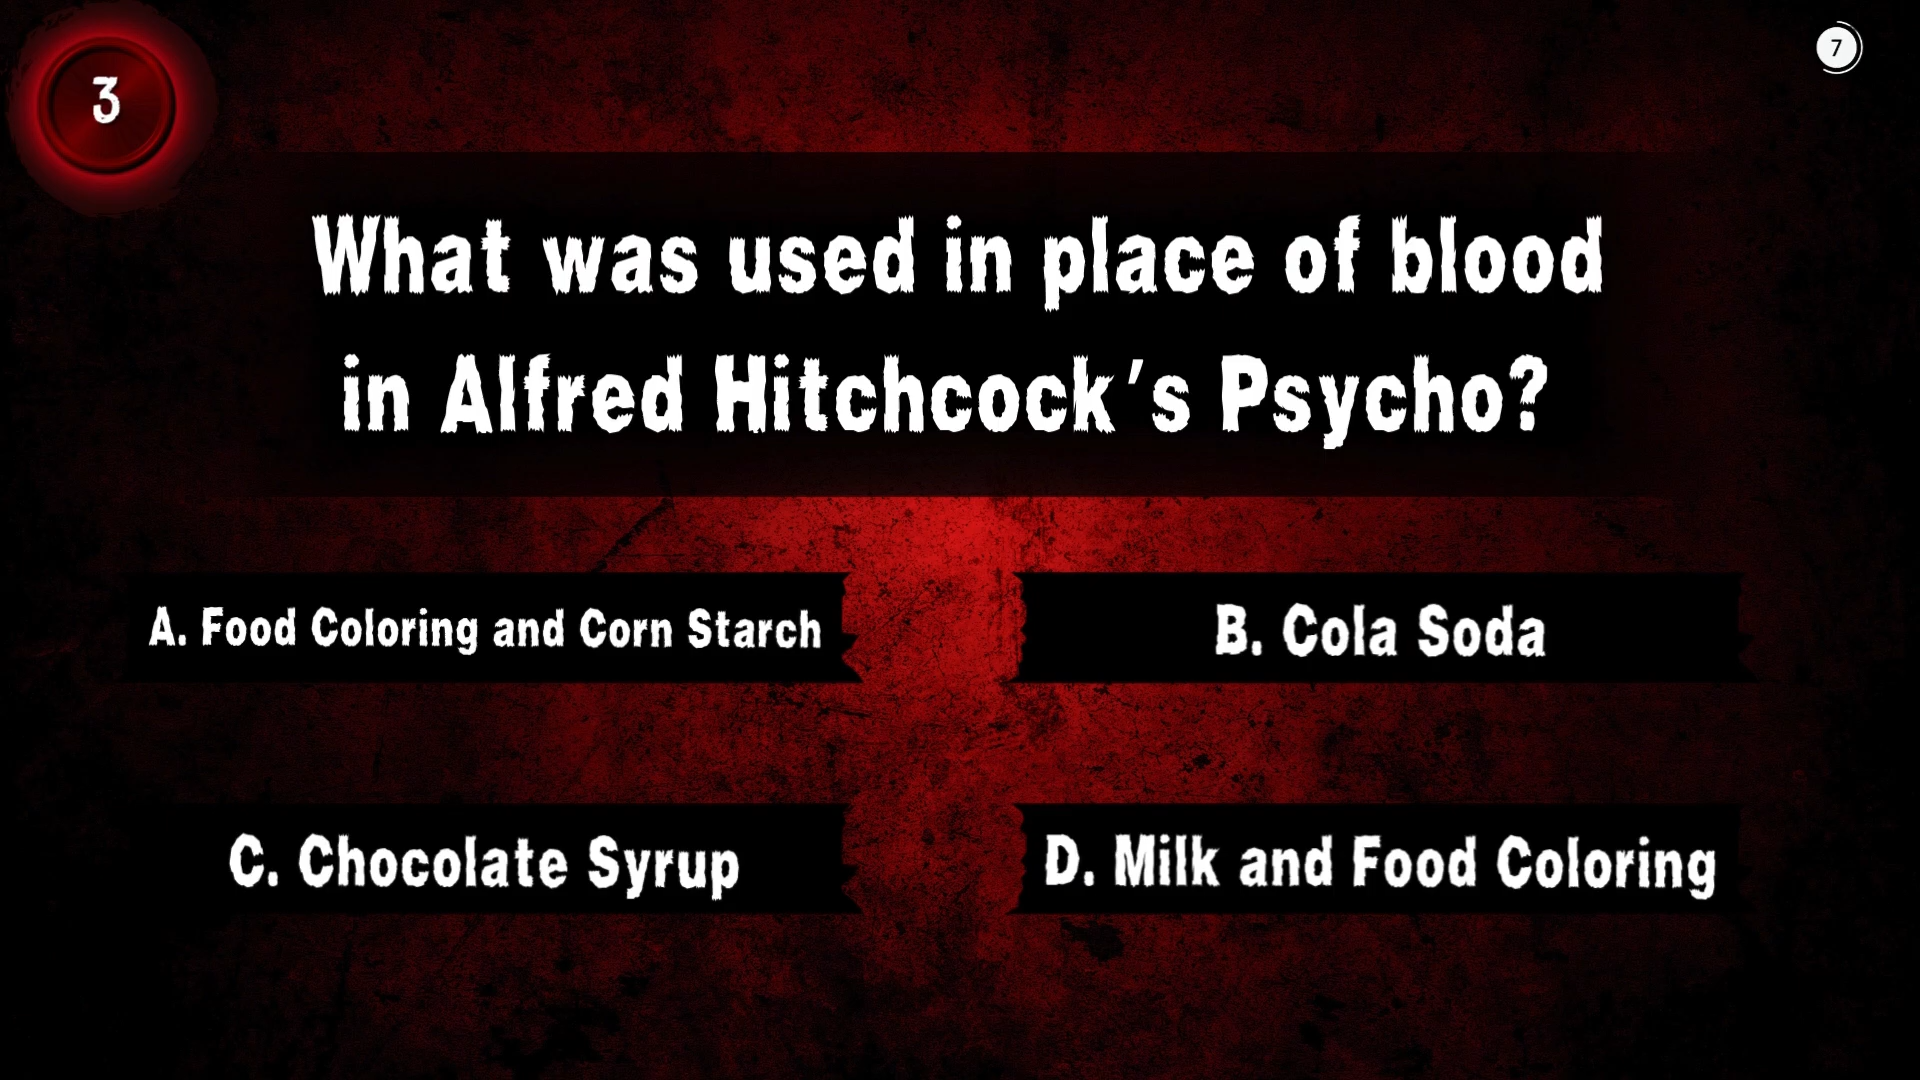 3
7
What was used in place of blood
in Alfred Hitchcock's Psycho?
A. Food Coloring and Corn Starch
B. Cola Soda
C. Chocolate Syrup
D. Milk and Food Coloring